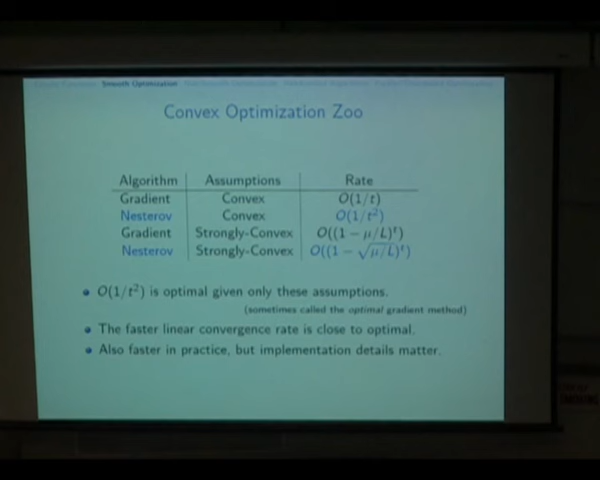 Smooth Optimization
Convex Optimization Zoo
Algorithm Assumptions Rate
Gradient Convex O(1/t)
Nesterov Convex O(1/t²)
Gradient Strongly-Convex O((1 − μ/L)ᵗ)
Nesterov Strongly-Convex O((1 − √μ/L)ᵗ)
• O(1/t²) is optimal given only these assumptions.
(sometimes called the optimal gradient method)
• The faster linear convergence rate is close to optimal.
• Also faster in practice, but implementation details matter.
SMOKING